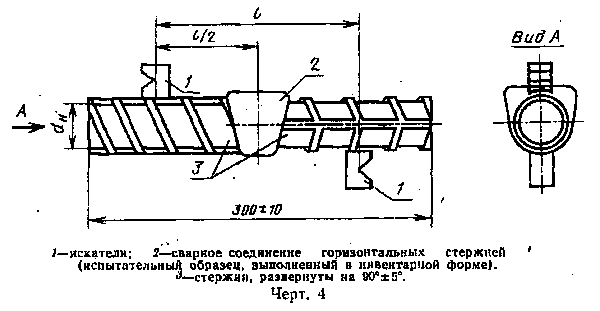 l
l/2
Вид А
1
2
А
dн
3
1
300±10
1—искатели; 2—сварное соединение горизонтальных стержней
(испытательный образец, выполненный в инвентарной форме).
3—стержни, развернуты на 90°±5°.
Черт. 4